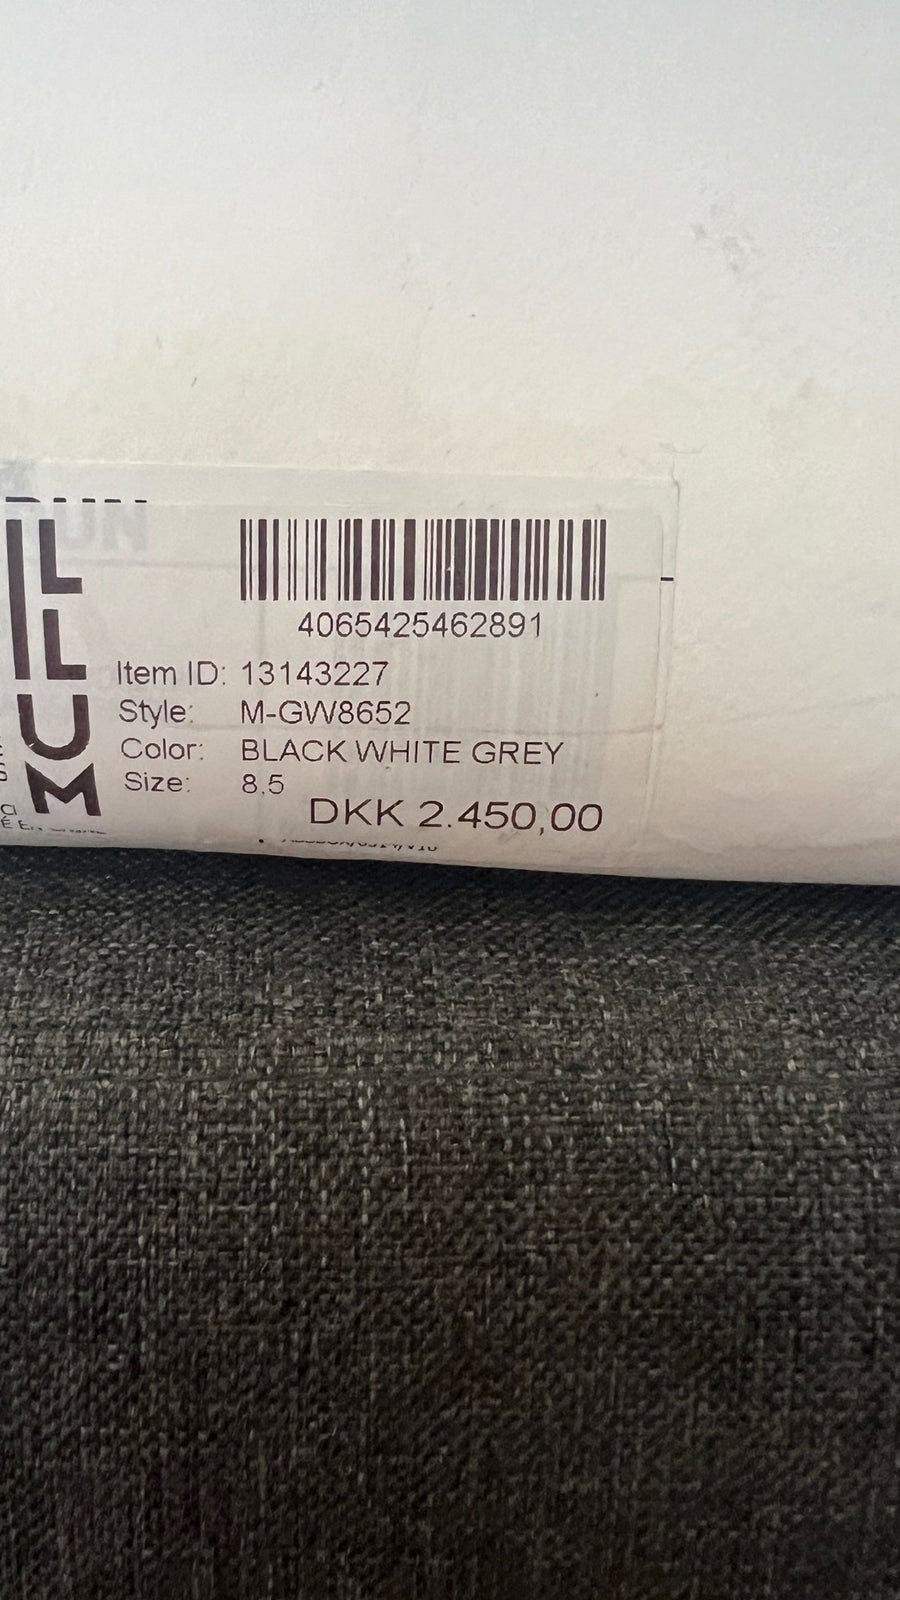 ILLUM
4065425462891
Item ID: 13143227
Style: M-GW8652
Color: BLACK WHITE GREY
Size: 8.5
DKK 2.450,00